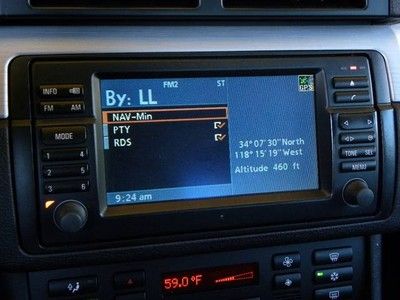 FM2 ST
GPS
By: LL
NAV-Min
PTY
RDS
34° 07'30" North
118° 15'19" West
Altitude 460 ft
9:24 am
INFO
FM AM
MODE
1 2
3 4
5 6
TONE SEL
MENU
59.0°F